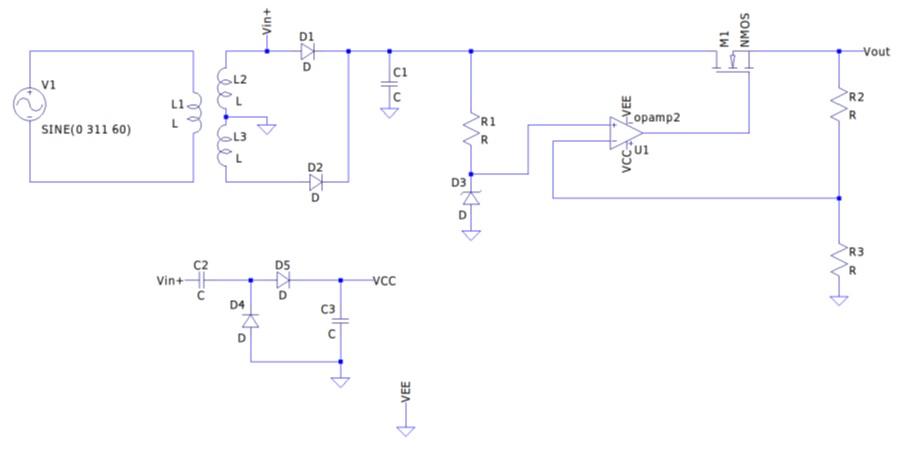 V1
SINE(0 311 60)
L1
L
L2
L
L3
L
Vin+
D1
D
D2
D
C1
C
R1
R
D3
D
VEE
opamp2
VCC
U1
M1
NMOS
Vout
R2
R
R3
R
Vin+
C2
C
D5
D
VCC
D4
D
C3
C
VEE